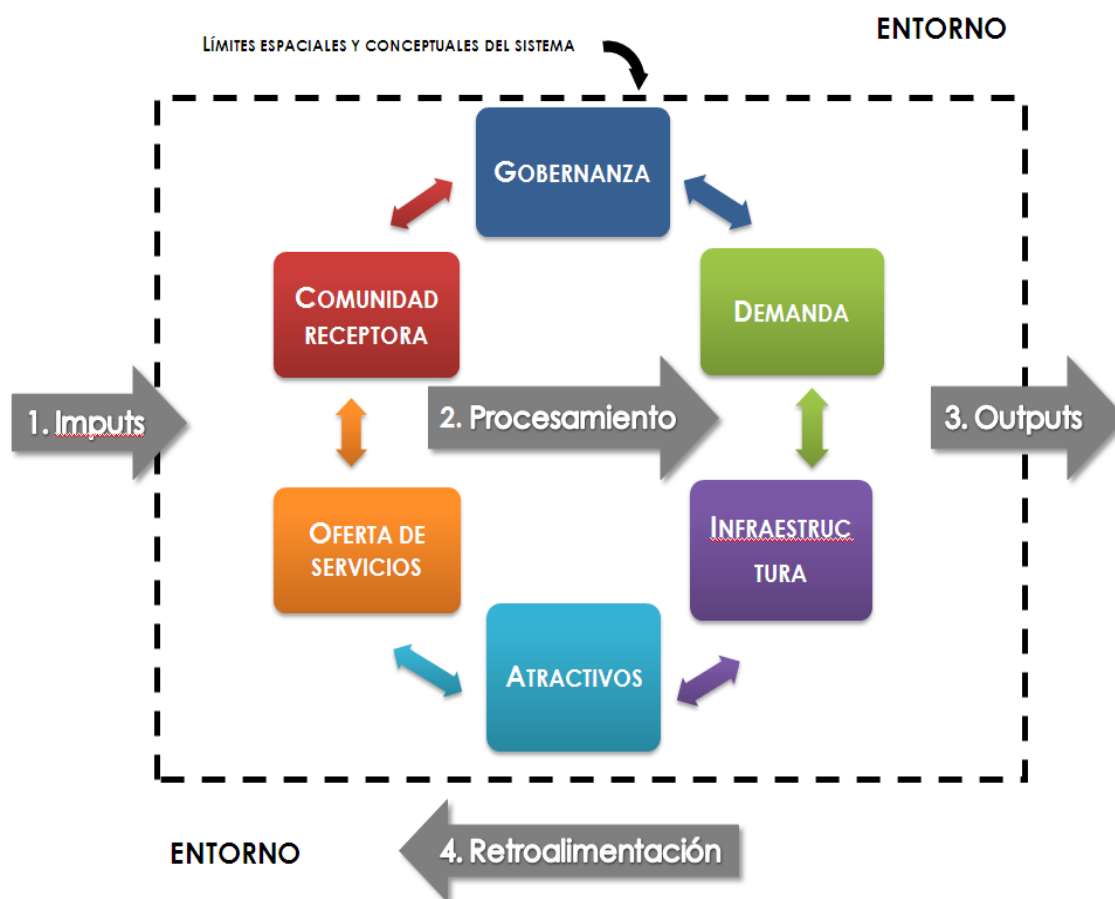 ENTORNO
LÍMITES ESPACIALES Y CONCEPTUALES DEL SISTEMA
GOBERNANZA
COMUNIDAD
RECEPTORA
DEMANDA
1. Imputs
2. Procesamiento
3. Outputs
OFERTA DE
SERVICIOS
INFRAESTRUC
TURA
ATRACTIVOS
ENTORNO
4. Retroalimentación